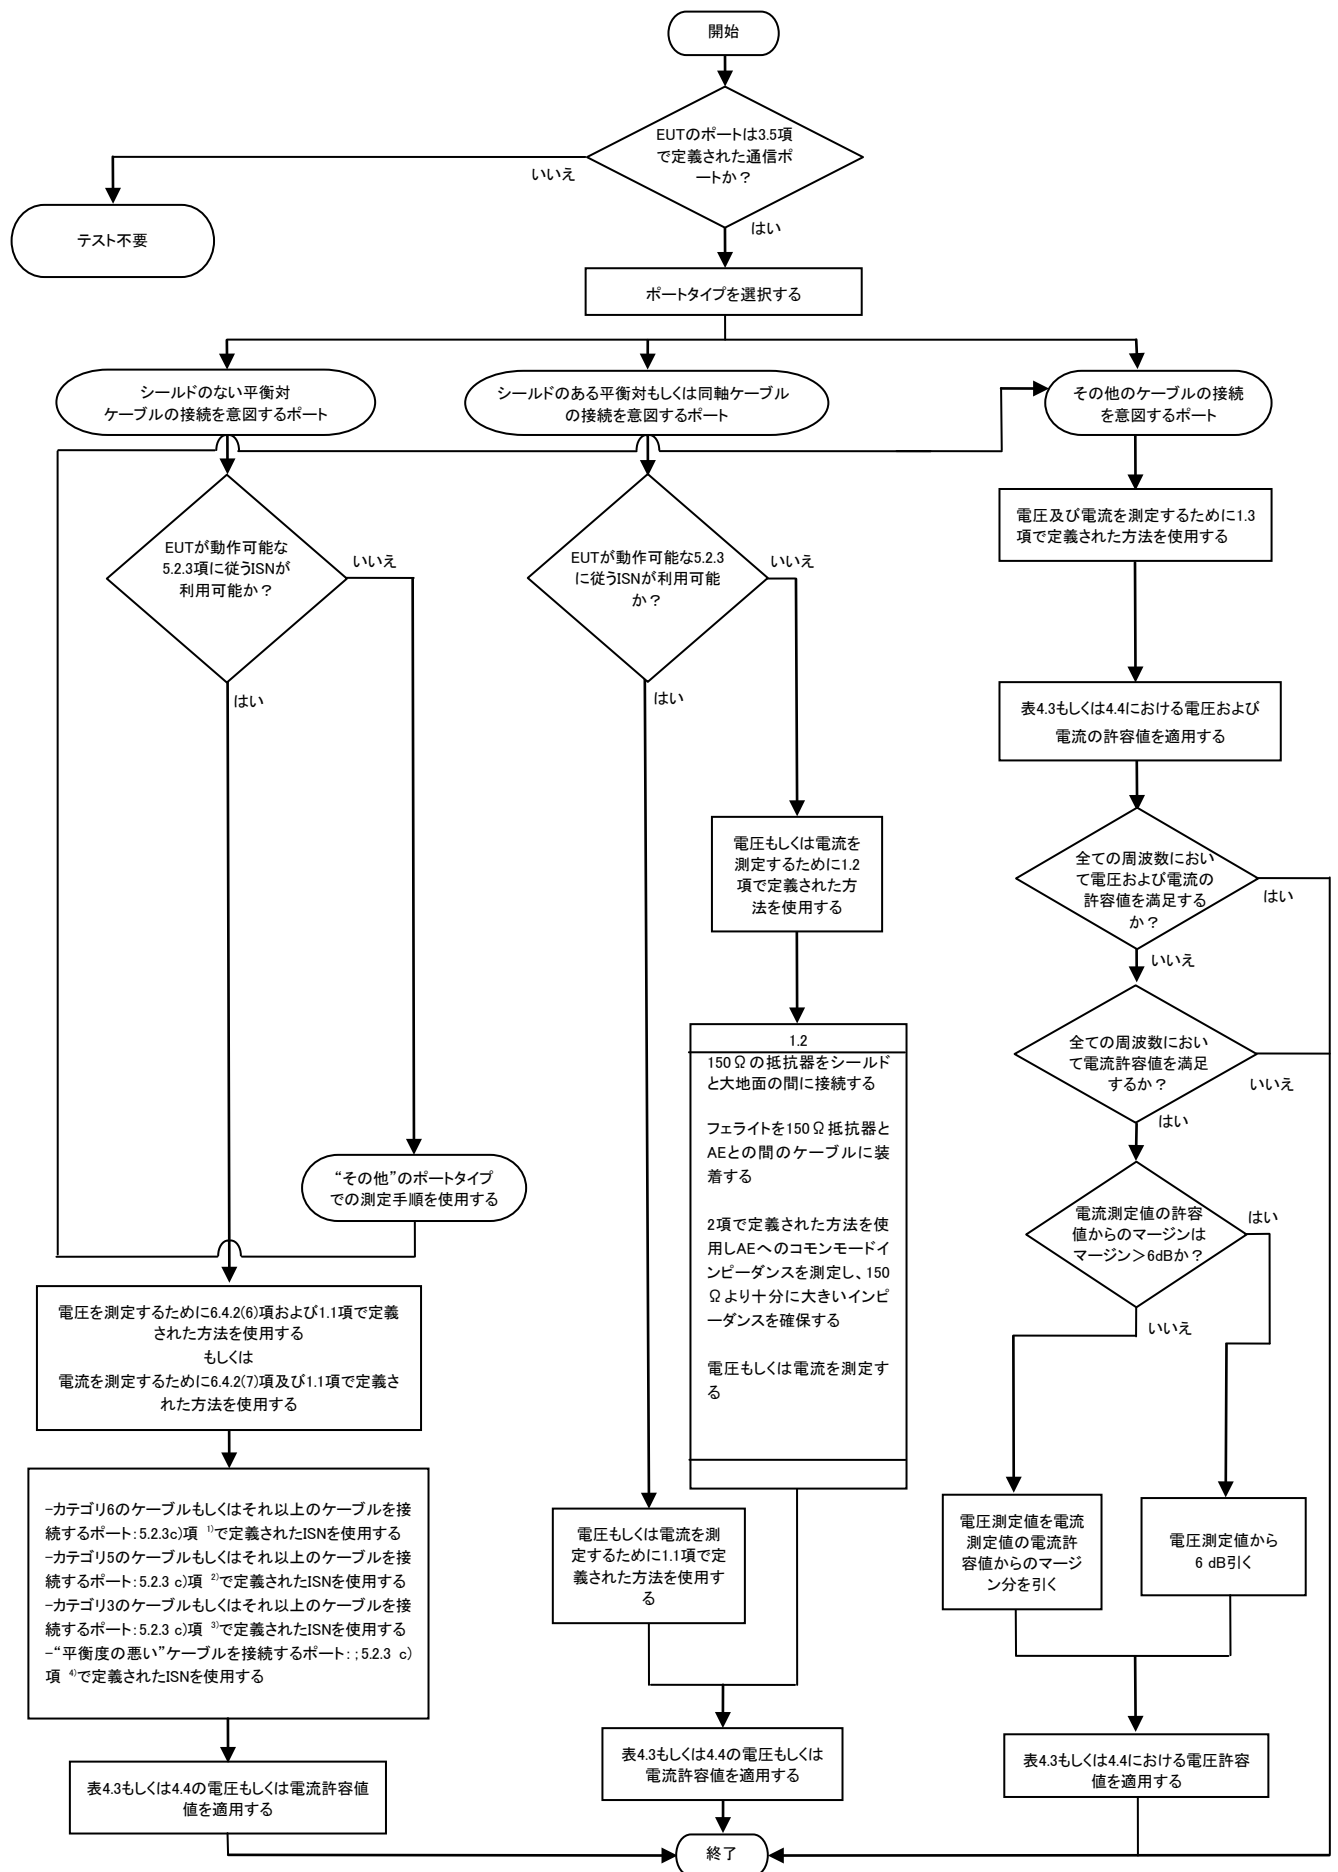 開始
EUTのポートは3.5項
で定義された通信ポ
ートか？
いいえ
はい
テスト不要
ポートタイプを選択する
シールドのない平衡対
ケーブルの接続を意図するポート
シールドのある平衡対もしくは同軸ケーブル
の接続を意図するポート
その他のケーブルの接続
を意図するポート
EUTが動作可能な
5.2.3項に従うISNが
利用可能か？
いいえ
はい
EUTが動作可能な5.2.3
に従うISNが利用可能
か？
いいえ
はい
電圧及び電流を測定するために1.3
項で定義された方法を使用する
表4.3もしくは4.4における電圧および
電流の許容値を適用する
電圧もしくは電流を
測定するために1.2
項で定義された方
法を使用する
全ての周波数におい
て電圧および電流の
許容値を満足する
か？
はい
いいえ
全ての周波数におい
て電流許容値を満足
するか？
いいえ
はい
1.2
150Ωの抵抗器をシールド
と大地面の間に接続する
フェライトを150Ω抵抗器と
AEとの間のケーブルに装
着する
2項で定義された方法を使
用しAEへのコモンモードイ
ンピーダンスを測定し、150
Ωより十分に大きいインピ
ーダンスを確保する
電圧もしくは電流を測定す
る
“その他”のポートタイプ
での測定手順を使用する
電流測定値の許容
値からのマージンは
マージン＞6dBか？
はい
いいえ
電圧を測定するために6.4.2(6)項および1.1項で定義
された方法を使用する
もしくは
電流を測定するために6.4.2(7)項及び1.1項で定義さ
れた方法を使用する
-カテゴリ6のケーブルもしくはそれ以上のケーブルを接
続するポート：5.2.3c)項 1)で定義されたISNを使用する
-カテゴリ5のケーブルもしくはそれ以上のケーブルを接
続するポート：5.2.3 c)項 2)で定義されたISNを使用する
-カテゴリ3のケーブルもしくはそれ以上のケーブルを接
続するポート：5.2.3 c)項 3)で定義されたISNを使用する
-“平衡度の悪い”ケーブルを接続するポート：;5.2.3 c)
項 4)で定義されたISNを使用する
電圧もしくは電流を測
定するために1.1項で定
義された方法を使用す
る
電圧測定値を電流
測定値の電流許
容値からのマージ
ン分を引く
電圧測定値から
6 dB引く
表4.3もしくは4.4の電圧もしくは電流許容値
値を適用する
表4.3もしくは4.4の電圧もしくは
電流許容値を適用する
表4.3もしくは4.4における電圧許容
値を適用する
終了